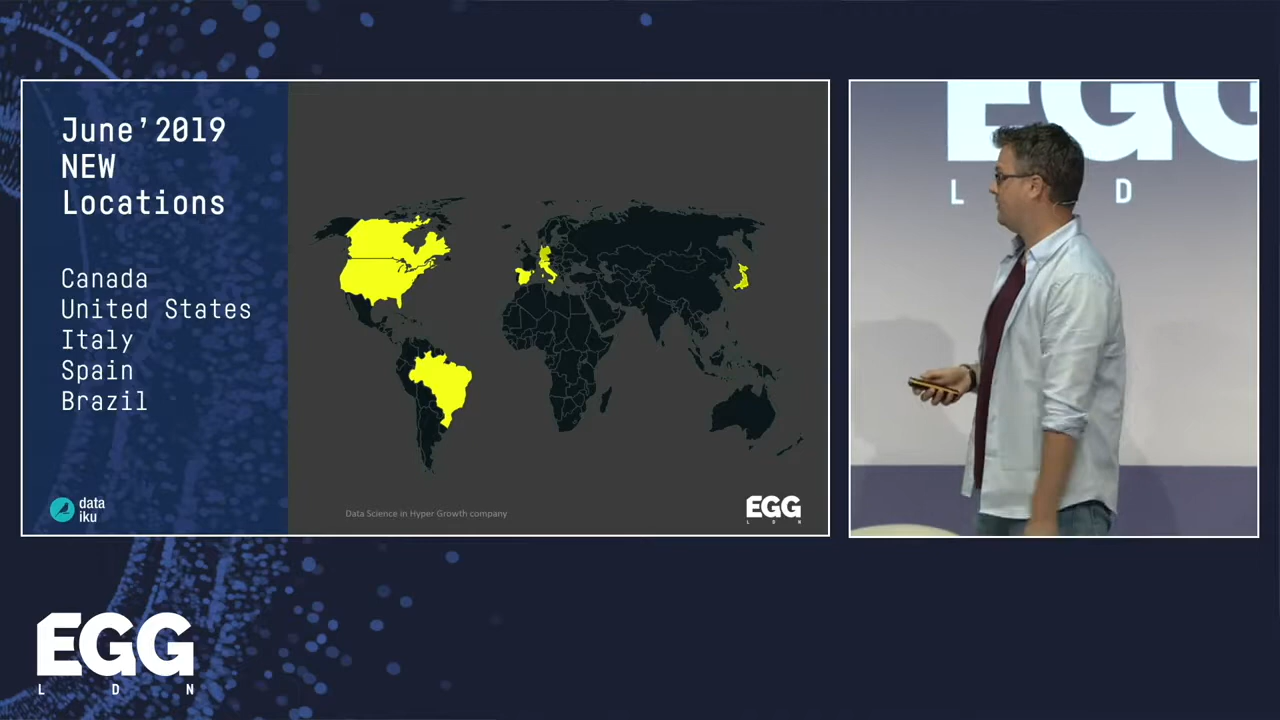 June’2019
NEW
Locations
Canada
United States
Italy
Spain
Brazil
data
iku
Data Science in Hyper Growth company
EGG
L D N
EGG
L D
EGG
L D N